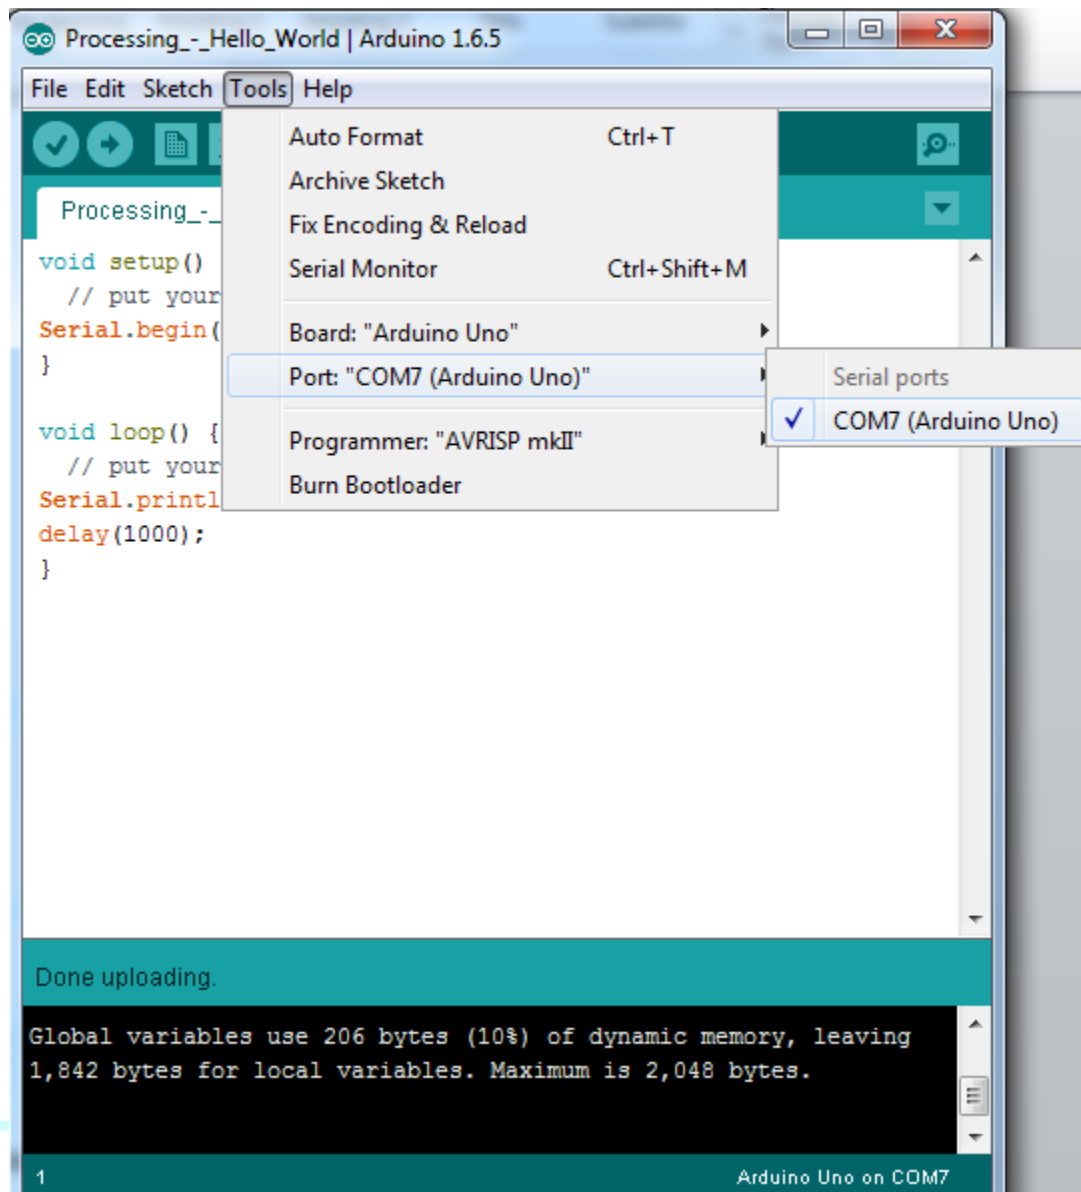 Processing_-_Hello_World | Arduino 1.6.5
File Edit Sketch Tools Help
Auto Format Ctrl+T
Archive Sketch
Fix Encoding & Reload
Serial Monitor Ctrl+Shift+M
Board: "Arduino Uno"
Port: "COM7 (Arduino Uno)"
Programmer: "AVRISP mkII"
Burn Bootloader
Serial ports
COM7 (Arduino Uno)
Processing_-_
void setup()
// put your
Serial.begin(
}
void loop() {
// put your
Serial.printl
delay(1000);
}
Done uploading.
Global variables use 206 bytes (10%) of dynamic memory, leaving
1,842 bytes for local variables. Maximum is 2,048 bytes.
1 Arduino Uno on COM7